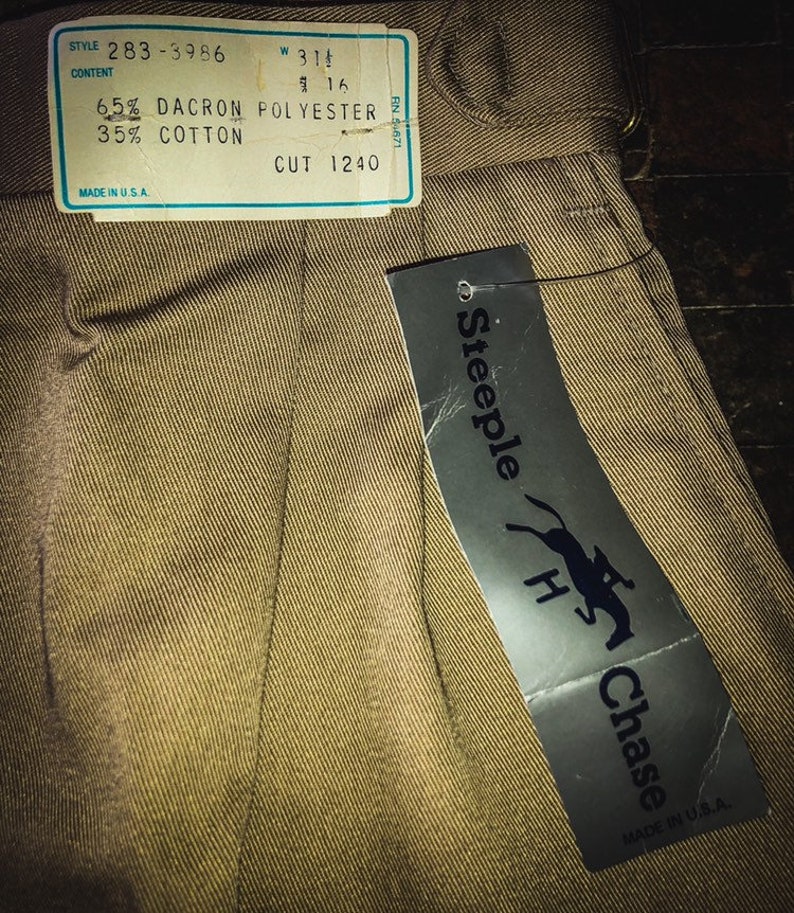 STYLE 283-3986 W 31½
CONTENT 16
65% DACRON POLYESTER
35% COTTON
CUT 1240
MADE IN U.S.A.
Steeple
H S
Chase
MADE IN U.S.A.